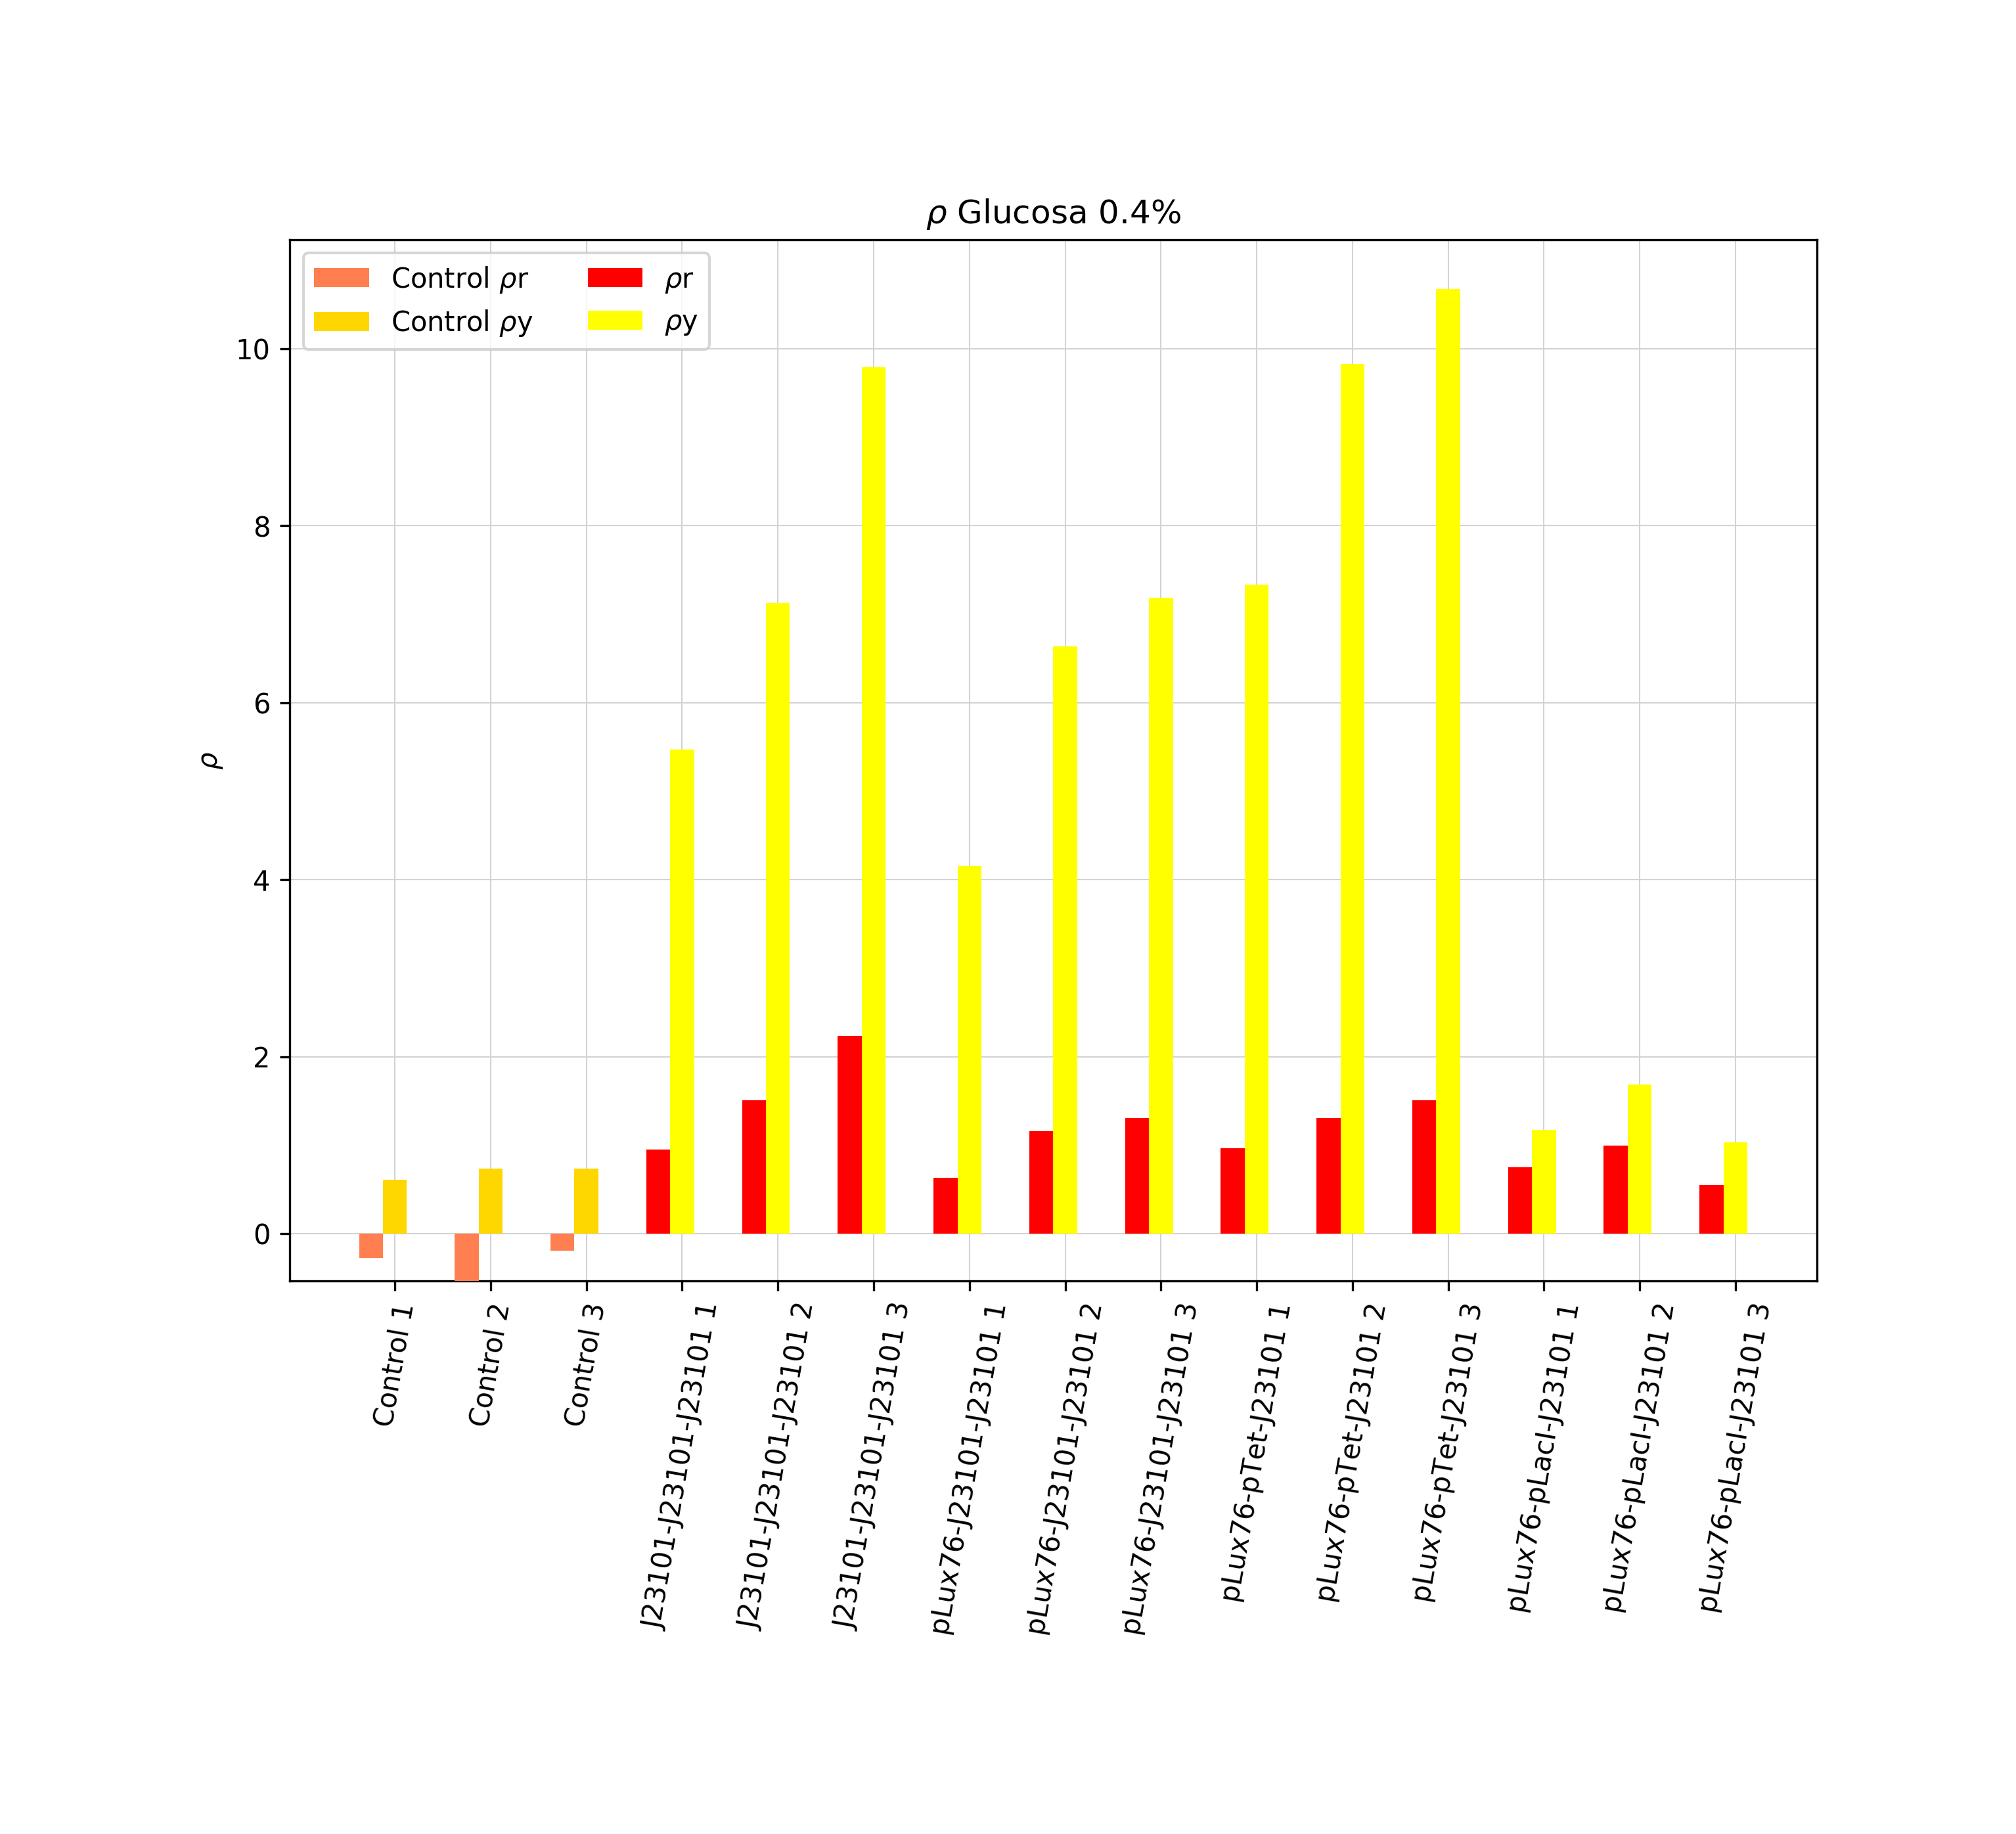 ρ Glucosa 0.4%
Control ρr
Control ρy
ρr
ρy
10
8
6
4
2
0
ρ
Control 1
Control 2
Control 3
J23101-J23101-J23101 1
J23101-J23101-J23101 2
J23101-J23101-J23101 3
pLux76-J23101-J23101 1
pLux76-J23101-J23101 2
pLux76-J23101-J23101 3
pLux76-pTet-J23101 1
pLux76-pTet-J23101 2
pLux76-pTet-J23101 3
pLux76-pLacI-J23101 1
pLux76-pLacI-J23101 2
pLux76-pLacI-J23101 3